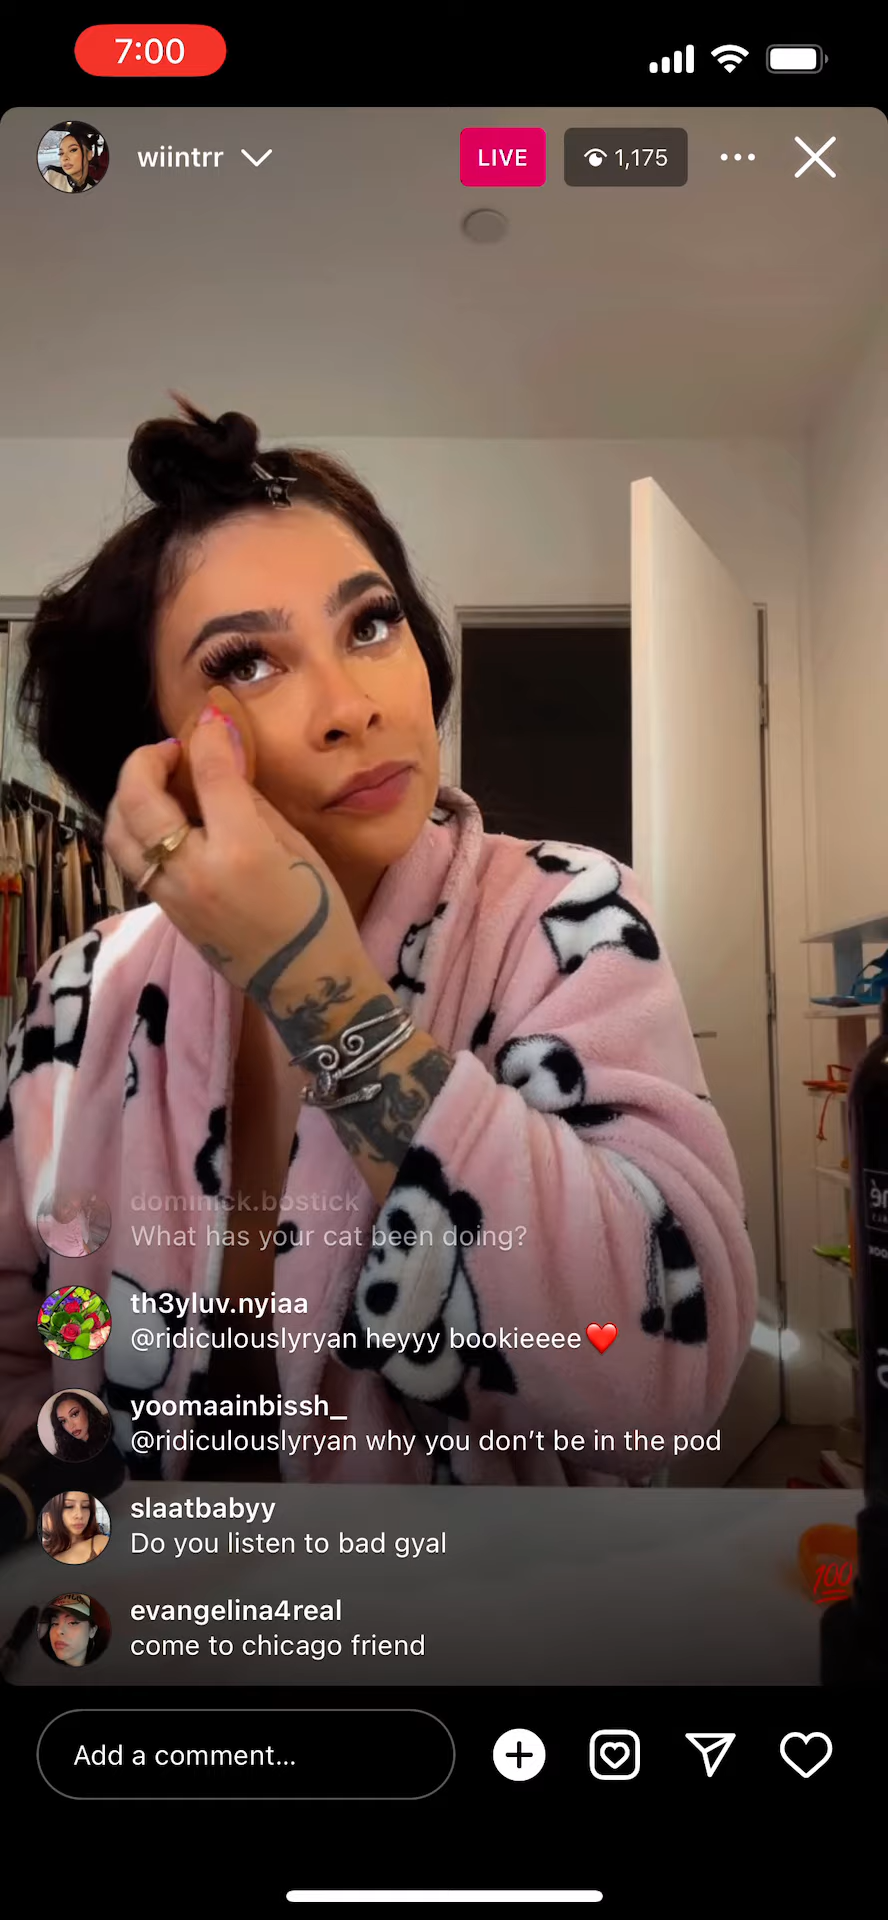 7:00
wiintrr
LIVE
1,175
dominick.bostick
What has your cat been doing?
th3yluv.nyiaa
@ridiculouslyryan heyyy bookieeee❤️
yoomaainbissh_
@ridiculouslyryan why you don’t be in the pod
slaatbabyy
Do you listen to bad gyal
💯
evangelina4real
come to chicago friend
Add a comment...